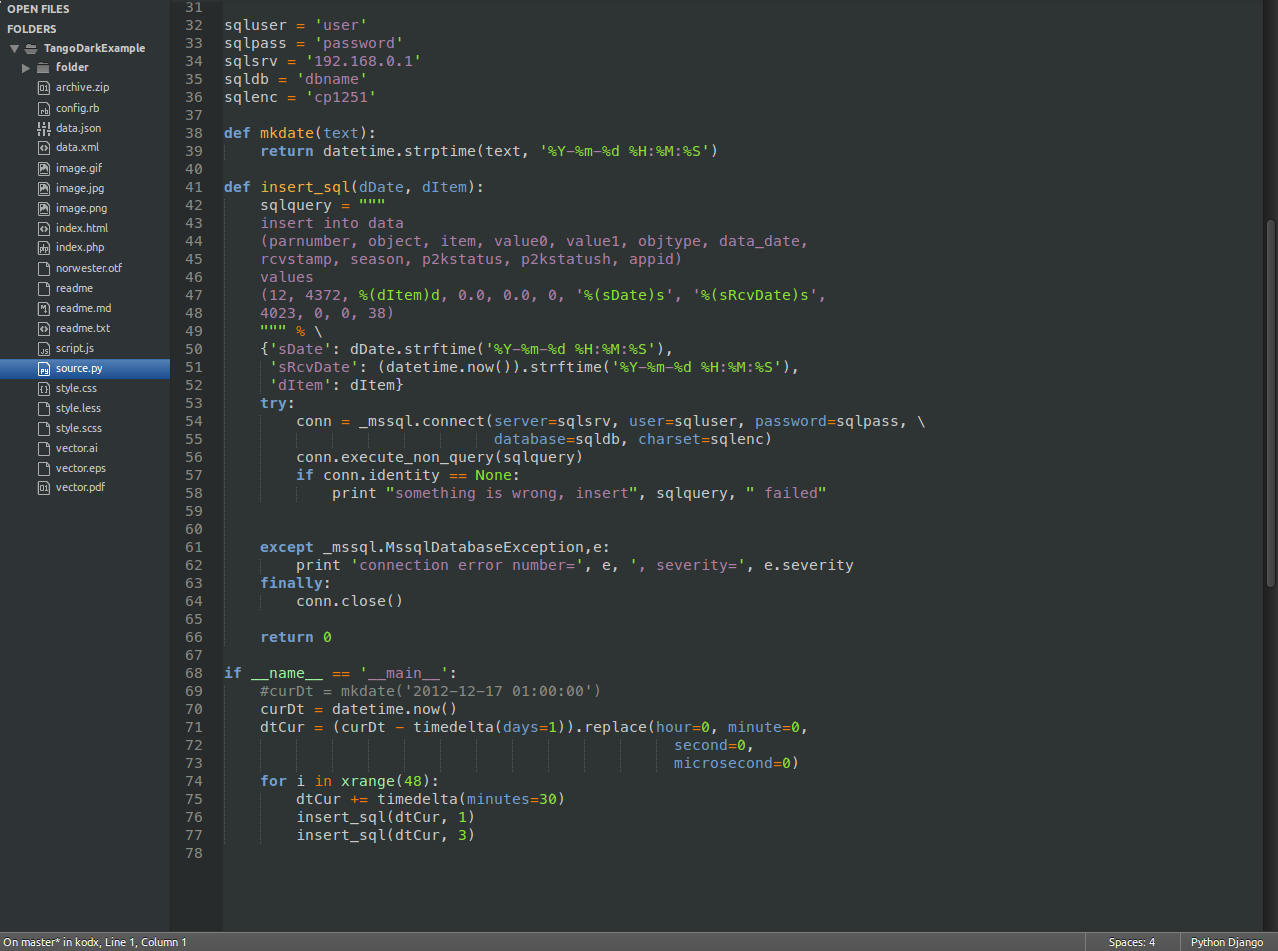 OPEN FILES
FOLDERS
TangoDarkExample
folder
archive.zip
config.rb
data.json
data.xml
image.gif
image.jpg
image.png
index.html
index.php
norwester.otf
readme
readme.md
readme.txt
script.js
source.py
style.css
style.less
style.scss
vector.ai
vector.eps
vector.pdf
31
32 sqluser = 'user'
33 sqlpass = 'password'
34 sqlsrv = '192.168.0.1'
35 sqldb = 'dbname'
36 sqlenc = 'cp1251'
37
38 def mkdate(text):
39     return datetime.strptime(text, '%Y-%m-%d %H:%M:%S')
40
41 def insert_sql(dDate, dItem):
42     sqlquery = """
43     insert into data
44     (parnumber, object, item, value0, value1, objtype, data_date,
45     rcvstamp, season, p2kstatus, p2kstatush, appid)
46     values
47     (12, 4372, %(dItem)d, 0.0, 0.0, 0, '%(sDate)s', '%(sRcvDate)s',
48     4023, 0, 0, 38)
49     """ % \
50     {'sDate': dDate.strftime('%Y-%m-%d %H:%M:%S'),
51      'sRcvDate': (datetime.now()).strftime('%Y-%m-%d %H:%M:%S'),
52      'dItem': dItem}
53     try:
54         conn = _mssql.connect(server=sqlsrv, user=sqluser, password=sqlpass, \
55                               database=sqldb, charset=sqlenc)
56         conn.execute_non_query(sqlquery)
57         if conn.identity == None:
58             print "something is wrong, insert", sqlquery, " failed"
59
60
61     except _mssql.MssqlDatabaseException,e:
62         print 'connection error number=', e, ', severity=', e.severity
63     finally:
64         conn.close()
65
66     return 0
67
68 if __name__ == '__main__':
69     #curDt = mkdate('2012-12-17 01:00:00')
70     curDt = datetime.now()
71     dtCur = (curDt - timedelta(days=1)).replace(hour=0, minute=0,
72                                                   second=0,
73                                                   microsecond=0)
74     for i in xrange(48):
75         dtCur += timedelta(minutes=30)
76         insert_sql(dtCur, 1)
77         insert_sql(dtCur, 3)
78
On master* in kodx, Line 1, Column 1
Spaces: 4
Python Django